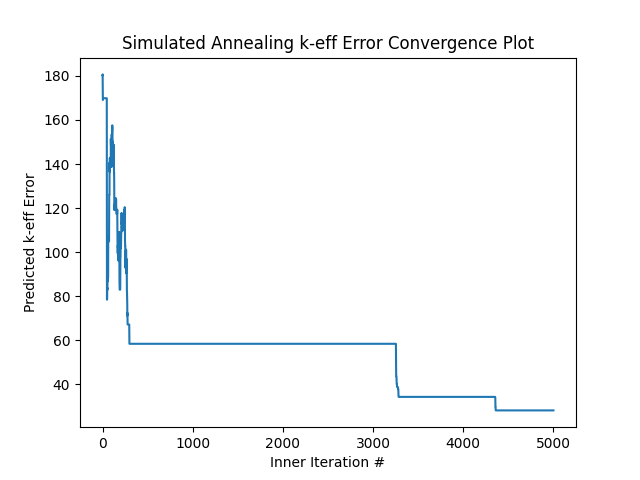 Simulated Annealing k-eff Error Convergence Plot
180
160
140
120
100
80
60
40
Predicted k-eff Error
0 1000 2000 3000 4000 5000
Inner Iteration #